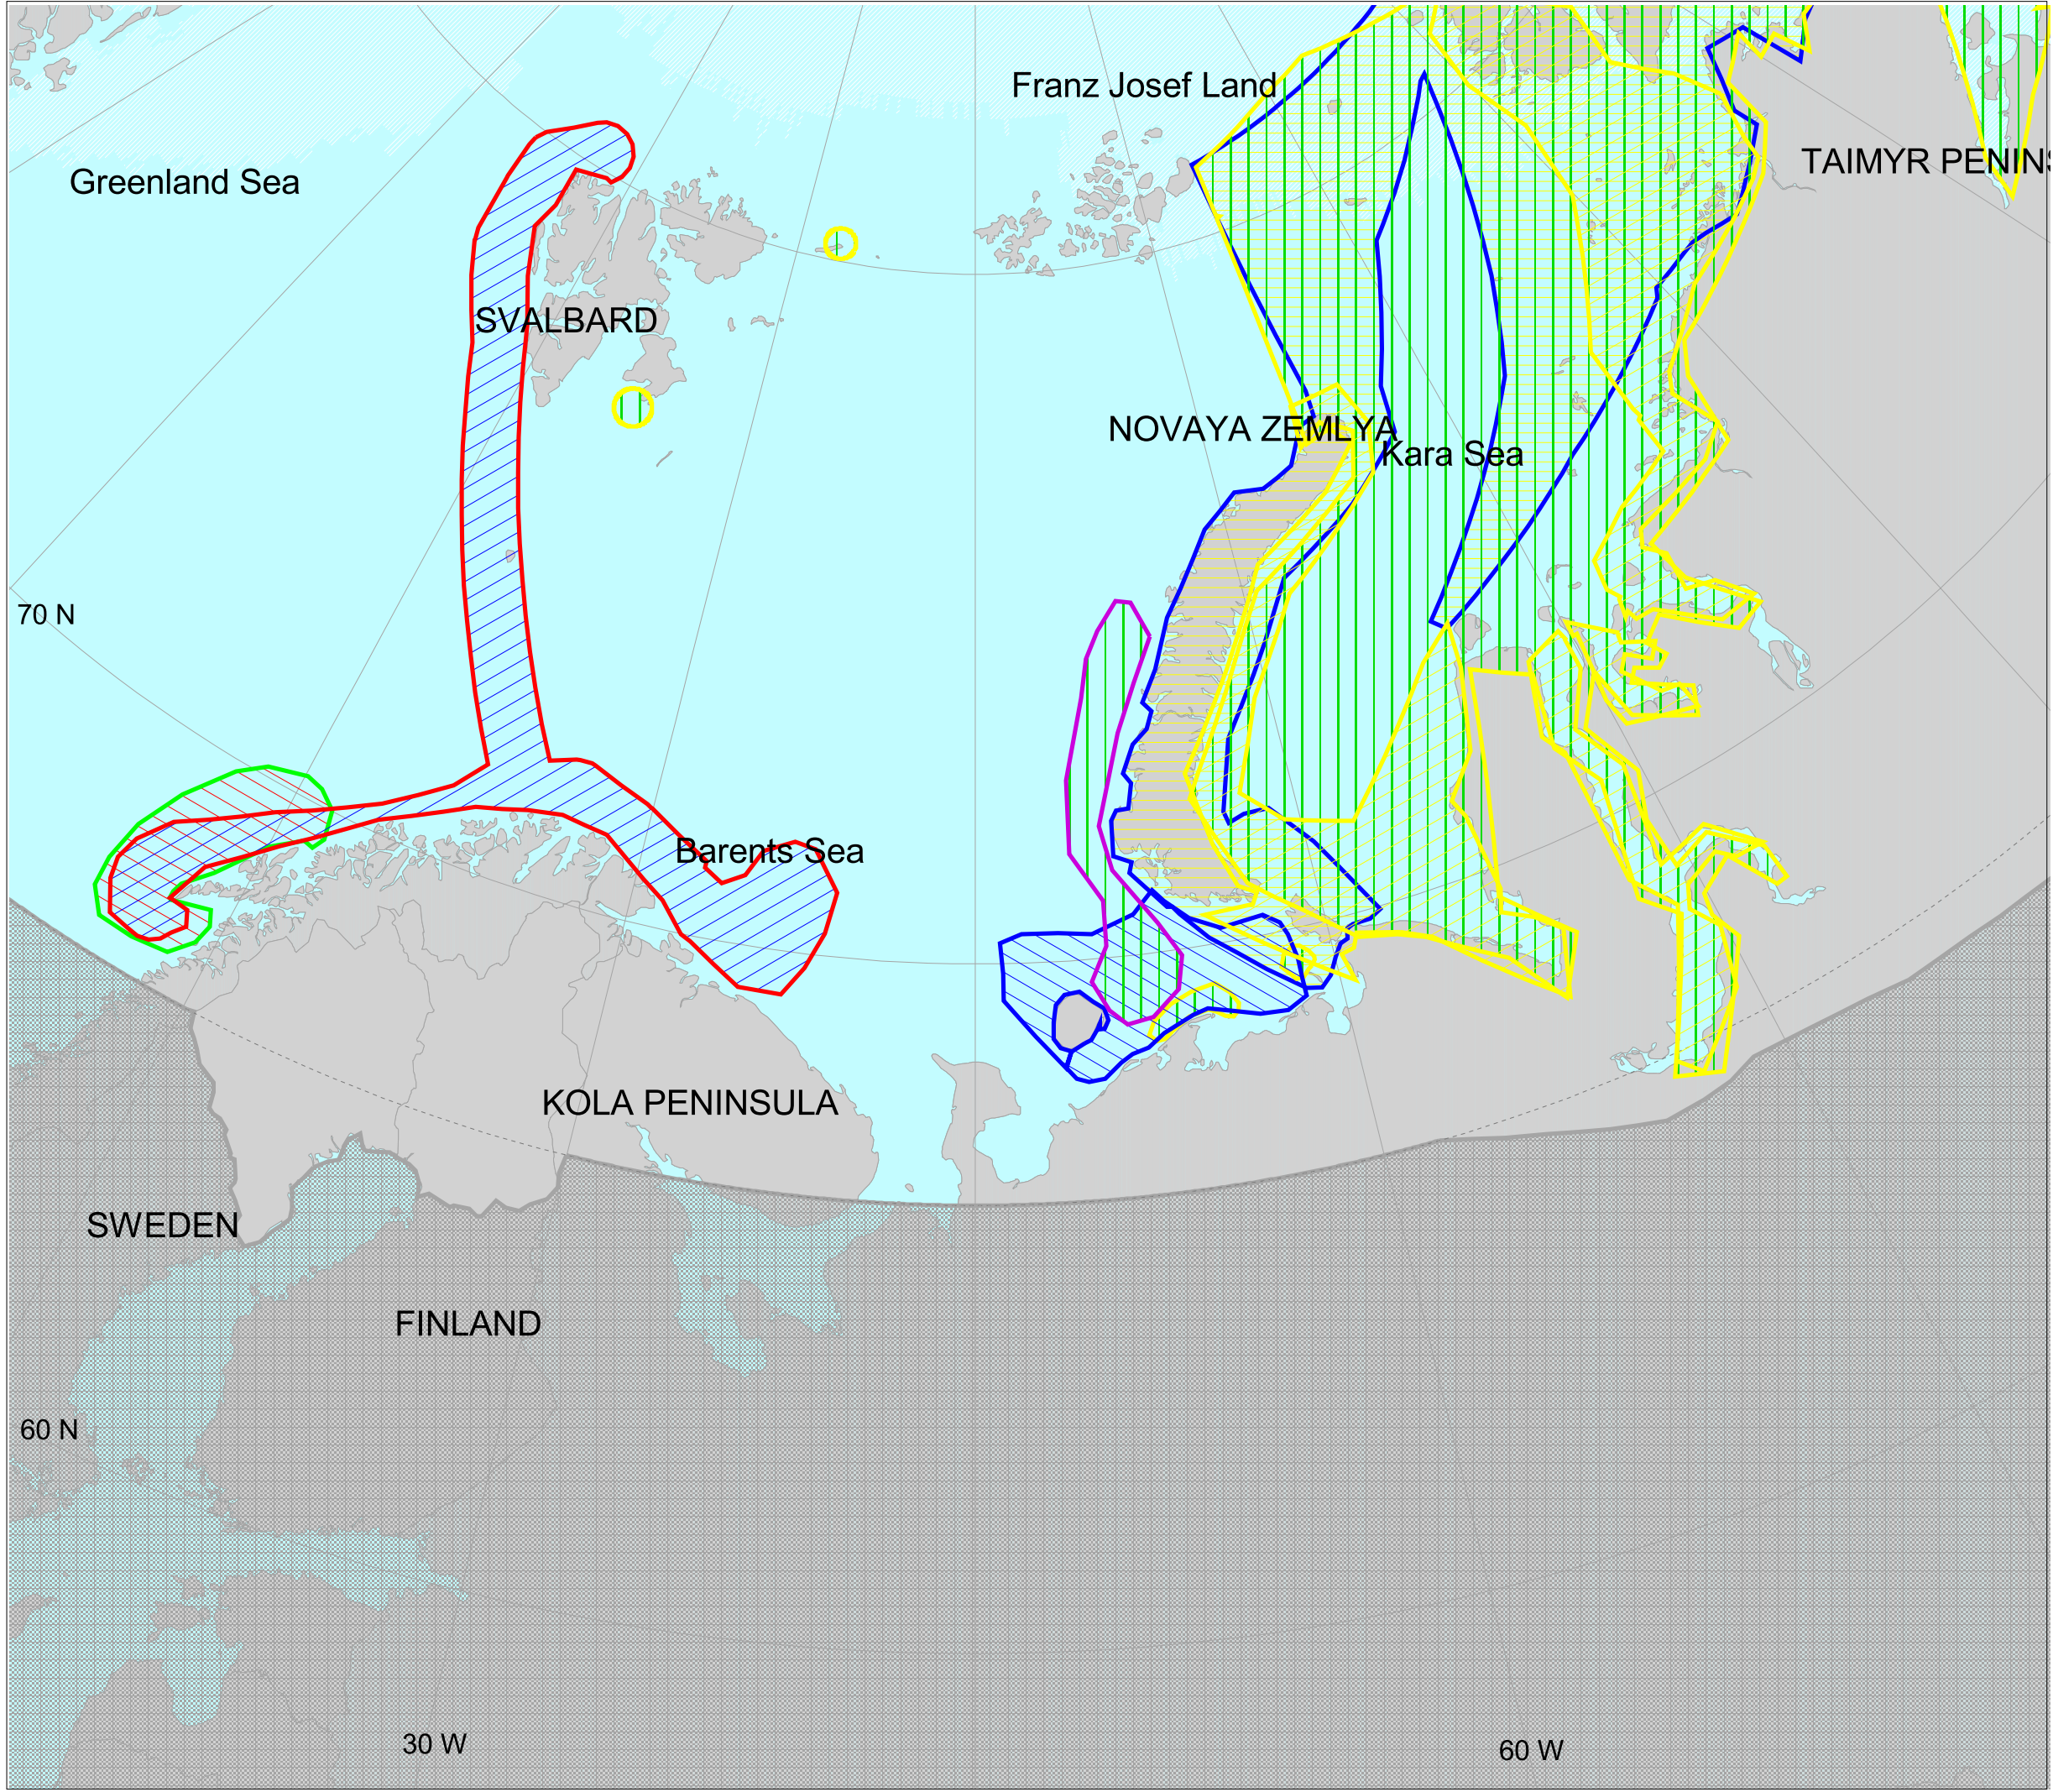 Franz Josef Land
TAIMYR PENINS
Greenland Sea
SVALBARD
NOVAYA ZEMLYA
Kara Sea
70 N
Barents Sea
KOLA PENINSULA
SWEDEN
FINLAND
60 N
30 W
60 W